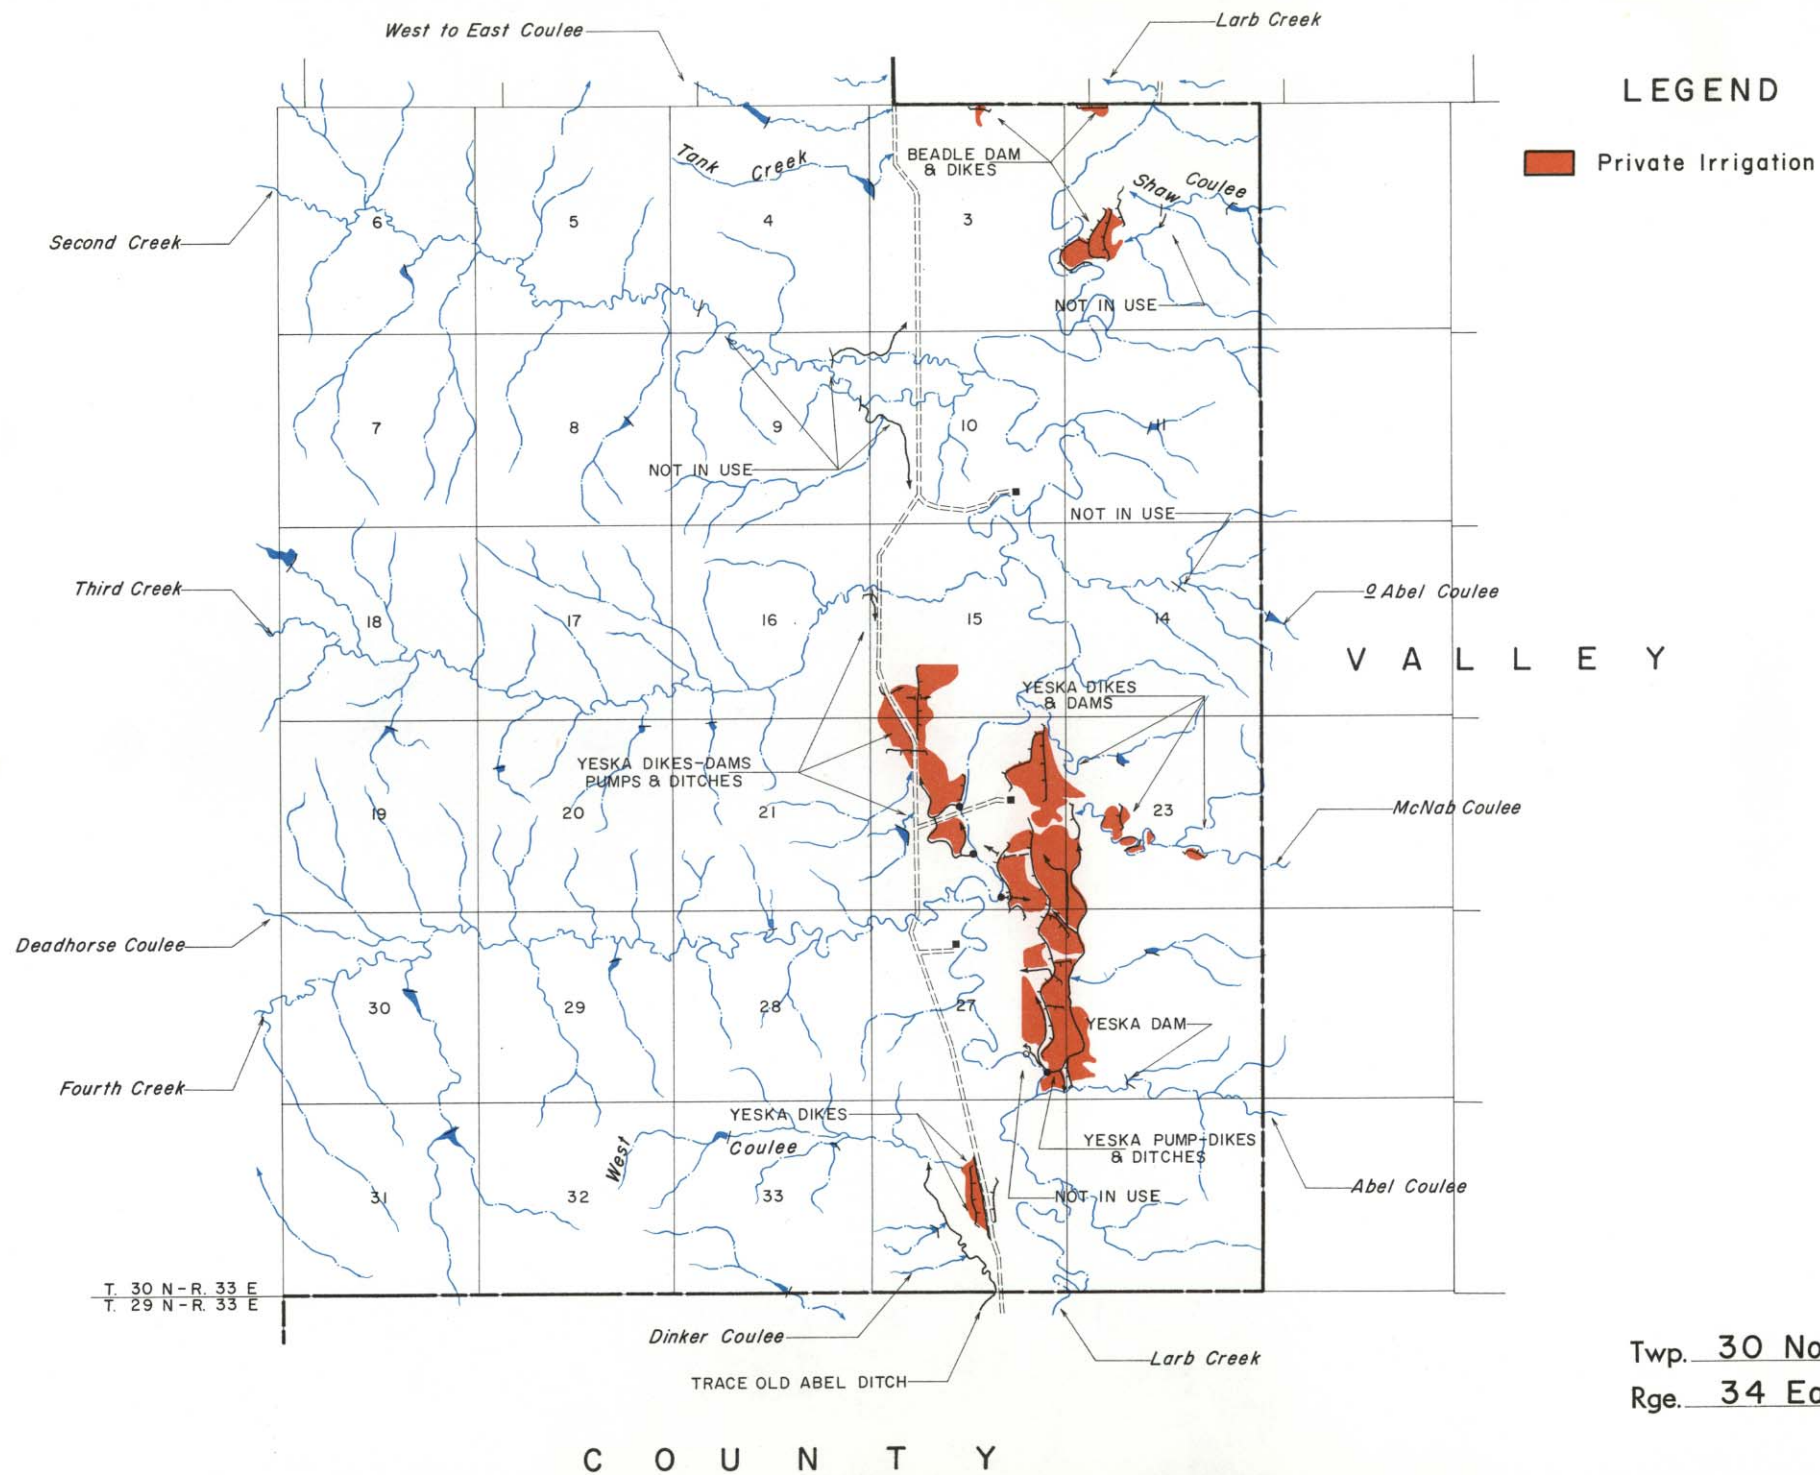 West to East Coulee
Larb Creek
LEGEND
Private Irrigation
Tank Creek
BEADLE DAM
& DIKES
Shaw Coulee
Second Creek
6
5
4
3
NOT IN USE
7
8
9
10
11
NOT IN USE
NOT IN USE
Third Creek
o Abel Coulee
18
17
16
15
14
VALLEY
YESKA DIKES
& DAMS
YESKA DIKES-DAMS
PUMPS & DITCHES
19
20
21
23
McNab Coulee
Deadhorse Coulee
30
29
28
27
YESKA DAM
Fourth Creek
YESKA DIKES
West Coulee
YESKA PUMP-DIKES
& DITCHES
31
32
33
NOT IN USE
Abel Coulee
T. 30 N-R. 33 E
T. 29 N-R. 33 E
Dinker Coulee
Larb Creek
TRACE OLD ABEL DITCH
Twp. 30 No
Rge. 34 Ea
COUNTY